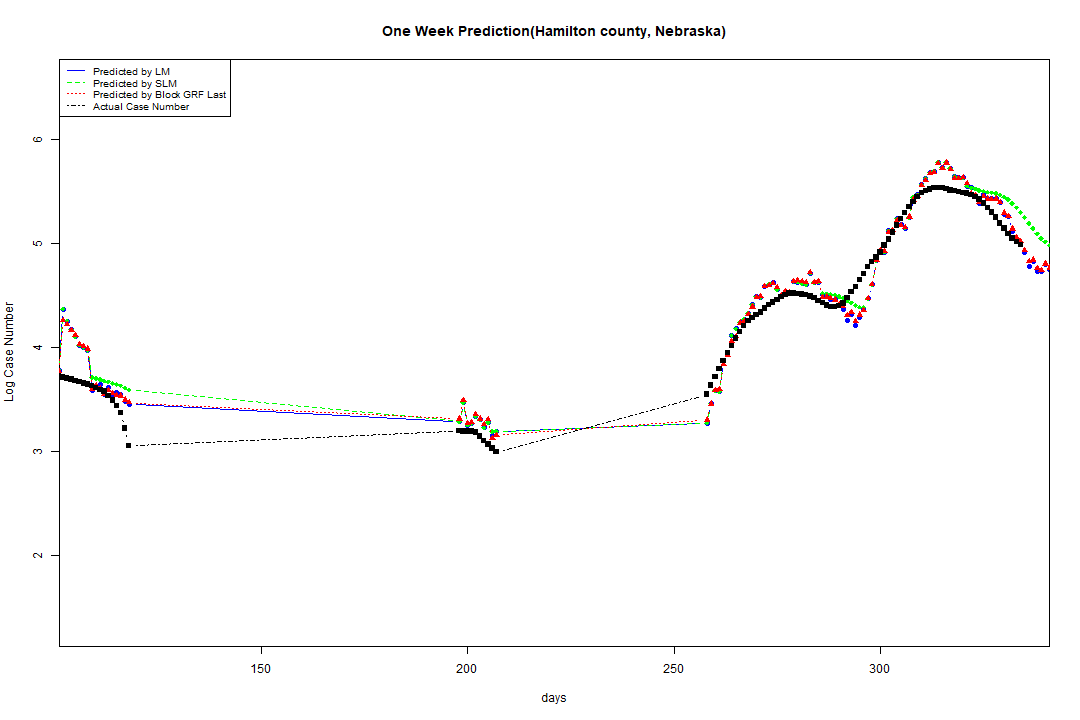 One Week Prediction(Hamilton county, Nebraska)
Predicted by LM
Predicted by SLM
Predicted by Block GRF Last
Actual Case Number
6
5
4
3
2
Log Case Number
150 200 250 300
days